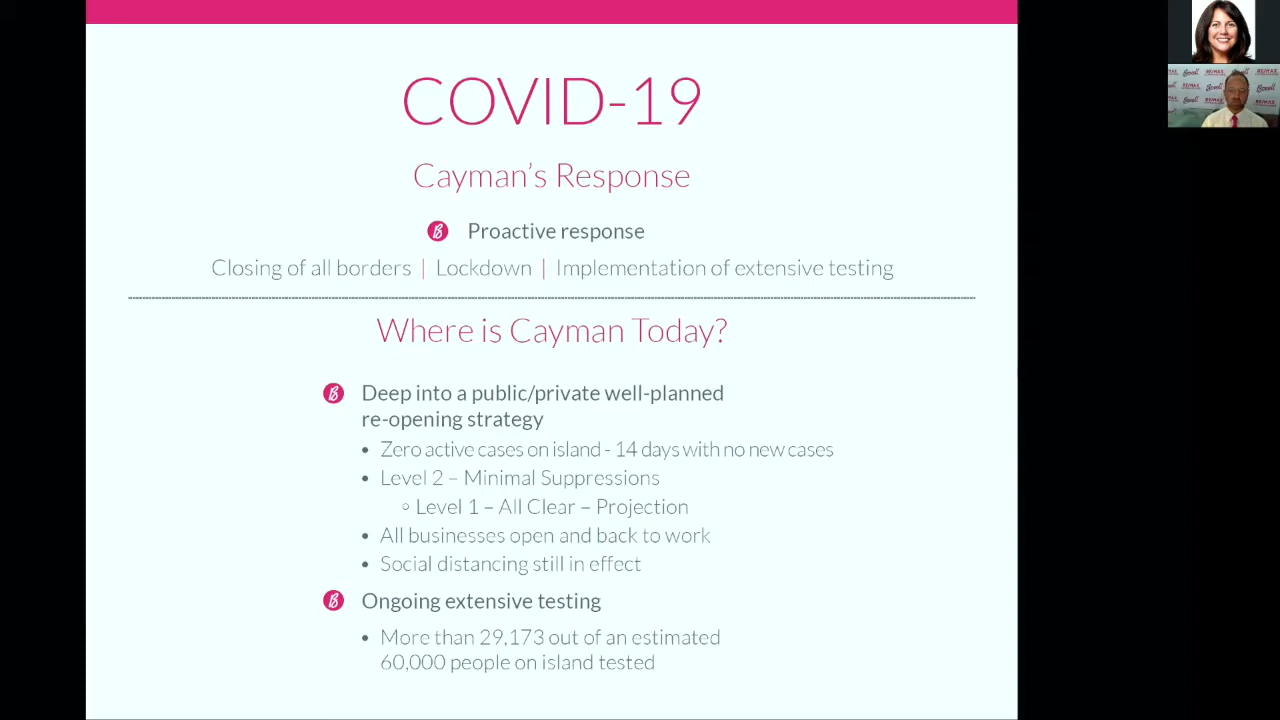 COVID-19
Cayman's Response
Proactive response
Closing of all borders | Lockdown | Implementation of extensive testing
Where is Cayman Today?
Deep into a public/private well-planned
re-opening strategy
• Zero active cases on island - 14 days with no new cases
• Level 2 – Minimal Suppressions
○ Level 1 – All Clear – Projection
• All businesses open and back to work
• Social distancing still in effect
Ongoing extensive testing
• More than 29,173 out of an estimated
60,000 people on island tested